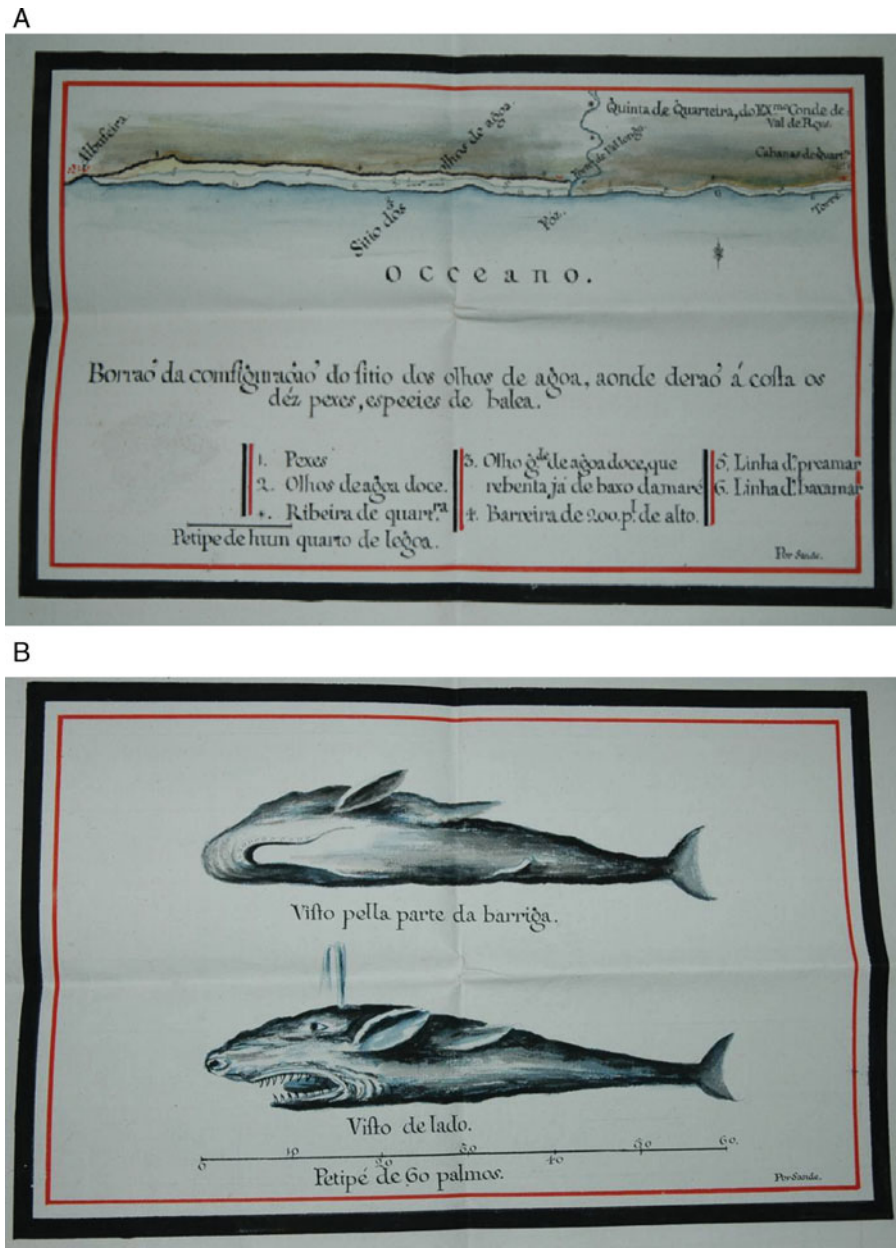 A
Albufeira.
olhos de agoa.
Quinta de Quarteira, do EX.mo Conde de
Val de Reys.
Cabanas de Quart.ra
Sitio dos
Fóz.
Torre.
OCCEANO.
Borraõ da comfiguraçaõ do sitio dos olhos de agoa, aonde deraõ á costa os
déz pexes, especies de balea.
1. Pexes
2. Olhos de agoa doce.
*. Ribeira de quart.ra
Petipe de hum quarto de legoa.
3. Olho g.de de agoa doce, que
rebenta já de baxo da maré
4. Barreira de 200. p.l de alto.
5. Linha d. preamar
6. Linha d. baxamar
Por Sande.
B
Visto pella parte da barriga.
Visto de lado.
0 10 20 30 40 50 60.
Petipé de 60 palmos.
Por Sande.